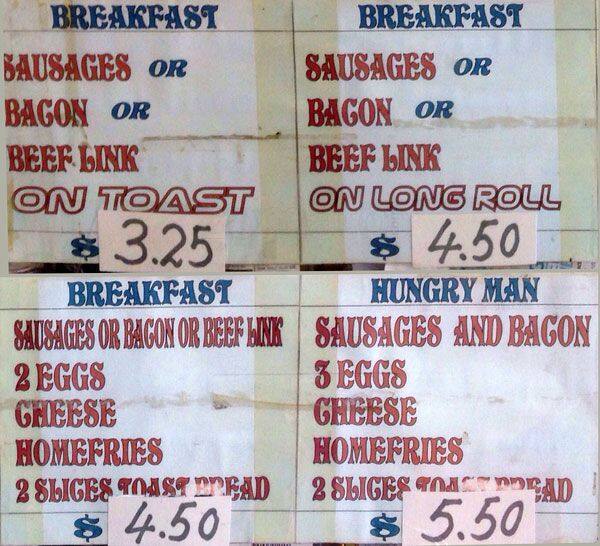 BREAKFAST
SAUSAGES OR
BACON OR
BEEF LINK
ON TOAST
$ 3.25
BREAKFAST
SAUSAGES OR
BACON OR
BEEF LINK
ON LONG ROLL
$ 4.50
BREAKFAST
SAUSAGES OR BACON OR BEEF LINK
2 EGGS
CHEESE
HOMEFRIES
2 SLICES TOAST BREAD
$ 4.50
HUNGRY MAN
SAUSAGES AND BACON
3 EGGS
CHEESE
HOMEFRIES
2 SLICES TOAST BREAD
$ 5.50